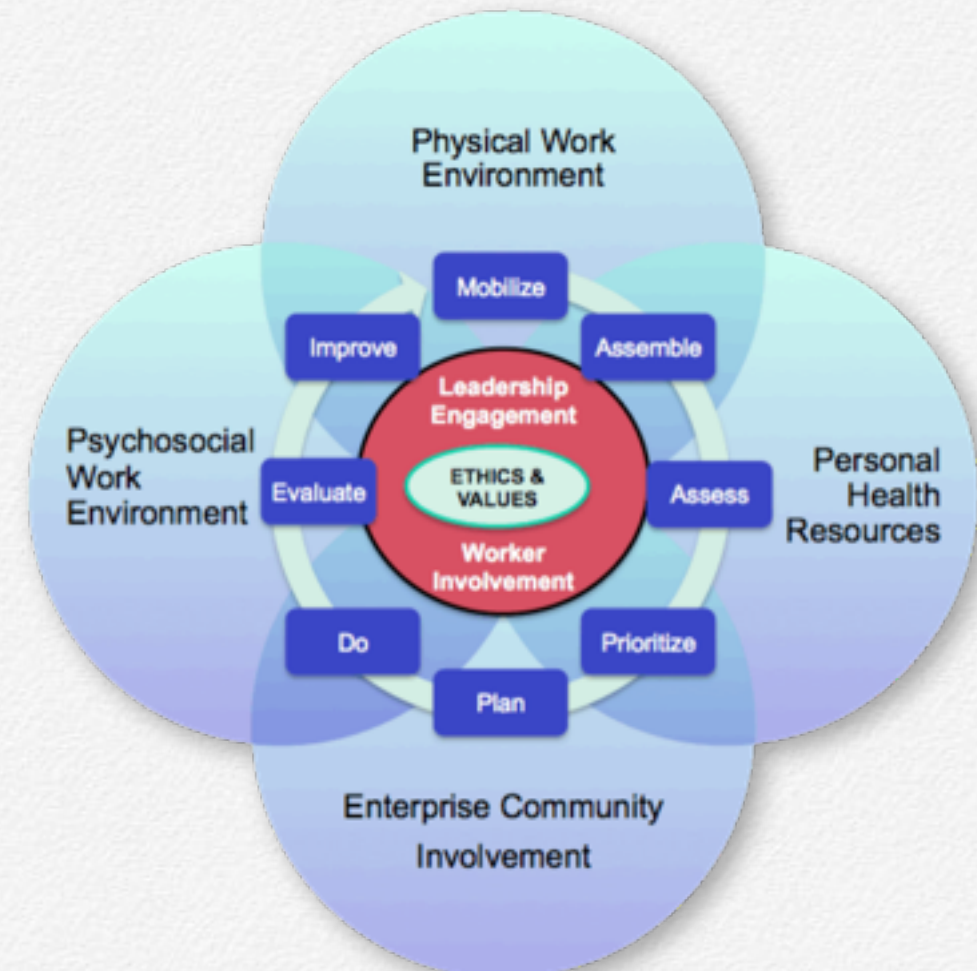 Physical Work
Environment
Mobilize
Improve
Assemble
Leadership
Engagement
Psychosocial
Work
Environment
Evaluate
ETHICS &
VALUES
Assess
Personal
Health
Resources
Worker
Involvement
Do
Prioritize
Plan
Enterprise Community
Involvement